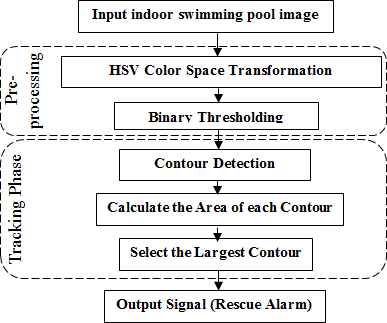 Input indoor swimming pool image
Pre-
processing
HSV Color Space Transformation
Binary Thresholding
Tracking Phase
Contour Detection
Calculate the Area of each Contour
Select the Largest Contour
Output Signal (Rescue Alarm)